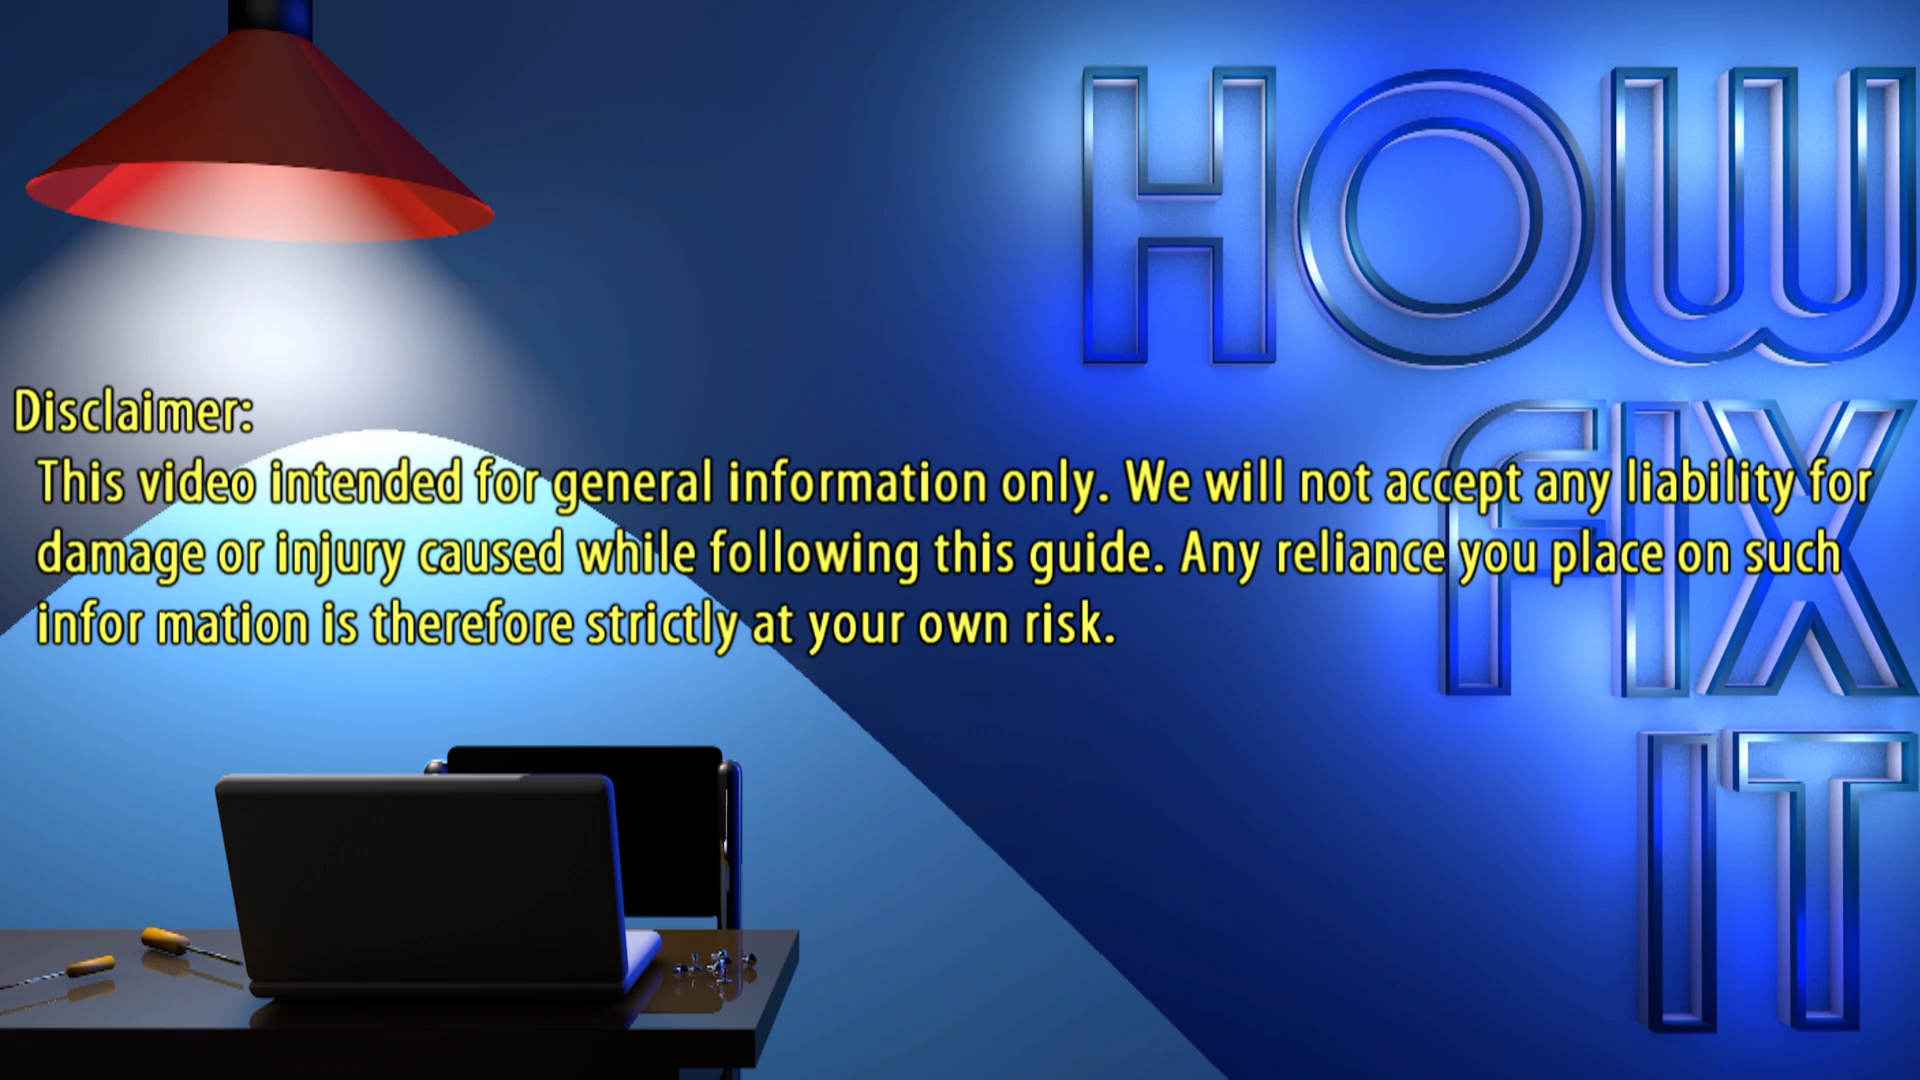 HOW
FIX
IT
Disclaimer:
This video intended for general information only. We will not accept any liability for
damage or injury caused while following this guide. Any reliance you place on such
infor mation is therefore strictly at your own risk.